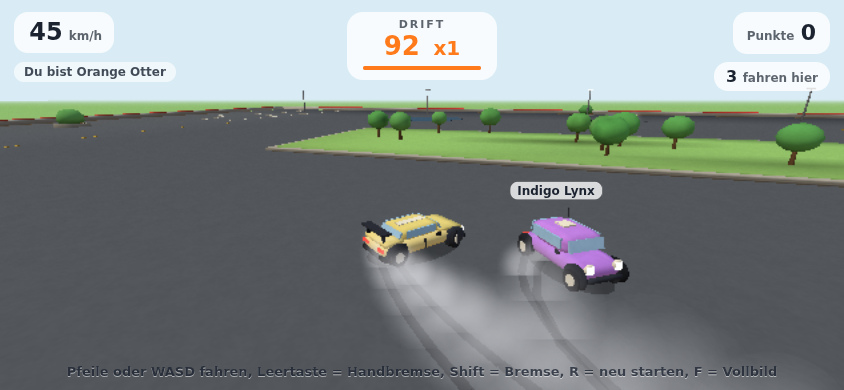 45 km/h
Du bist Orange Otter
DRIFT
92 x1
Punkte 0
3 fahren hier
Indigo Lynx
Pfeile oder WASD fahren, Leertaste = Handbremse, Shift = Bremse, R = neu starten, F = Vollbild